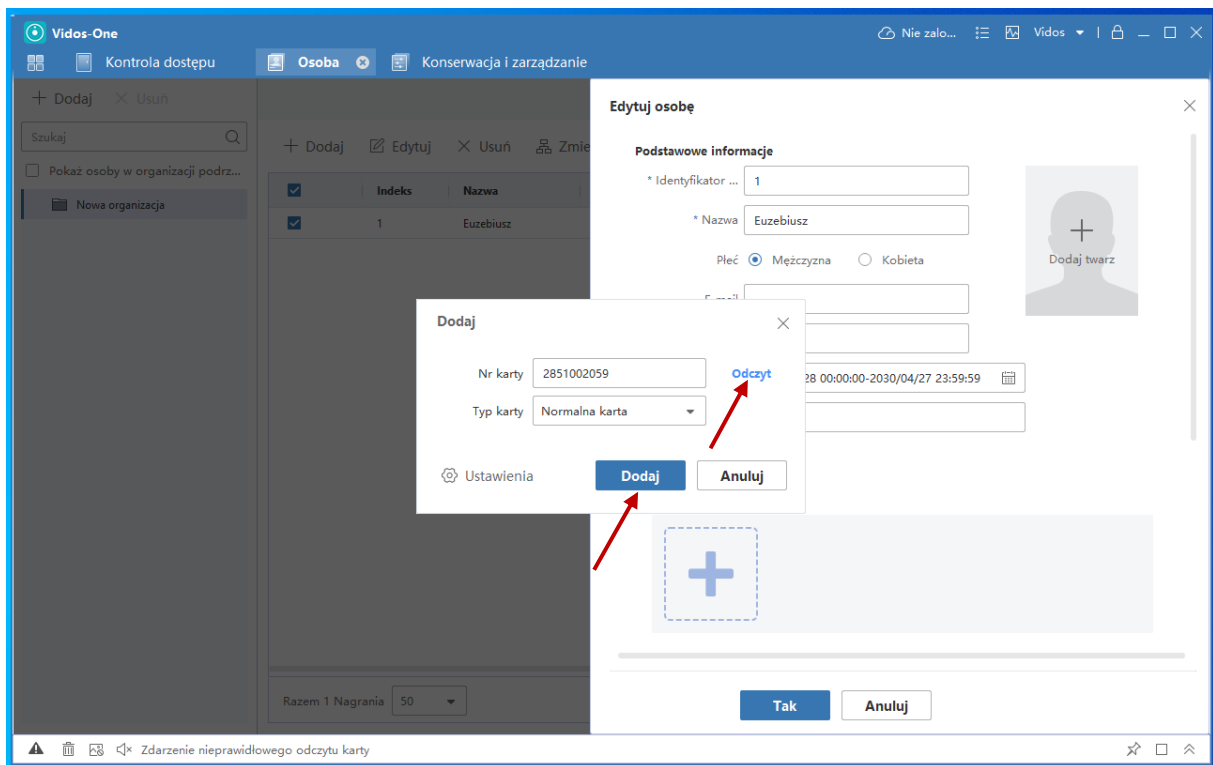 Vidos-One
Nie zalo...
Vidos
Kontrola dostępu
Osoba
Konserwacja i zarządzanie
Dodaj
Usuń
Szukaj
Pokaż osoby w organizacji podrz...
Nowa organizacja
Dodaj
Edytuj
Usuń
Zmie
Indeks
Nazwa
1
Euzebiusz
Razem 1 Nagrania
50
Edytuj osobę
Podstawowe informacje
* Identyfikator ...
1
* Nazwa
Euzebiusz
Płeć
Mężczyzna
Kobieta
Dodaj twarz
E-mail
28 00:00:00-2030/04/27 23:59:59
Dodaj
Nr karty
2851002059
Odczyt
Typ karty
Normalna karta
Ustawienia
Dodaj
Anuluj
Tak
Anuluj
Zdarzenie nieprawidłowego odczytu karty